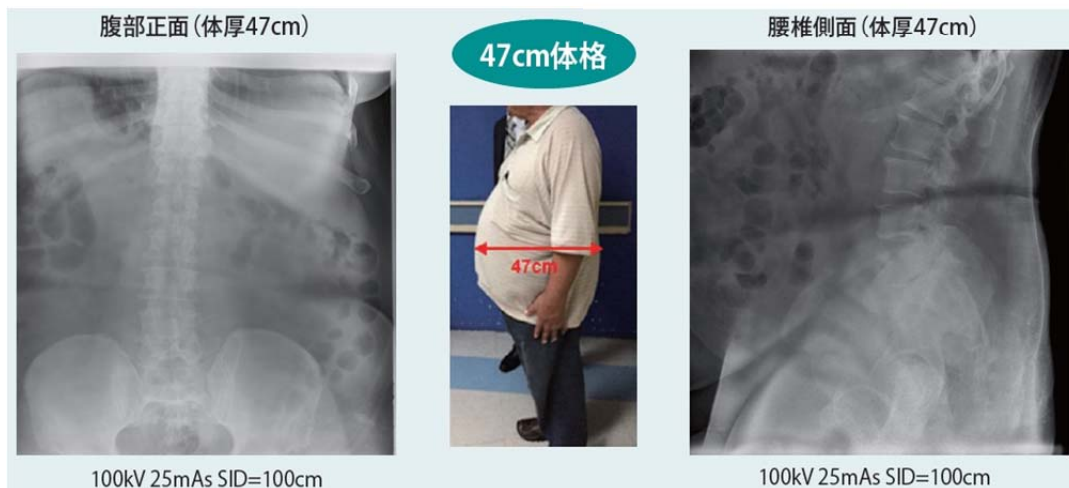 腹部正面（体厚47cm）
47cm体格
腰椎側面（体厚47cm）
47cm
100kV 25mAs SID=100cm
100kV 25mAs SID=100cm